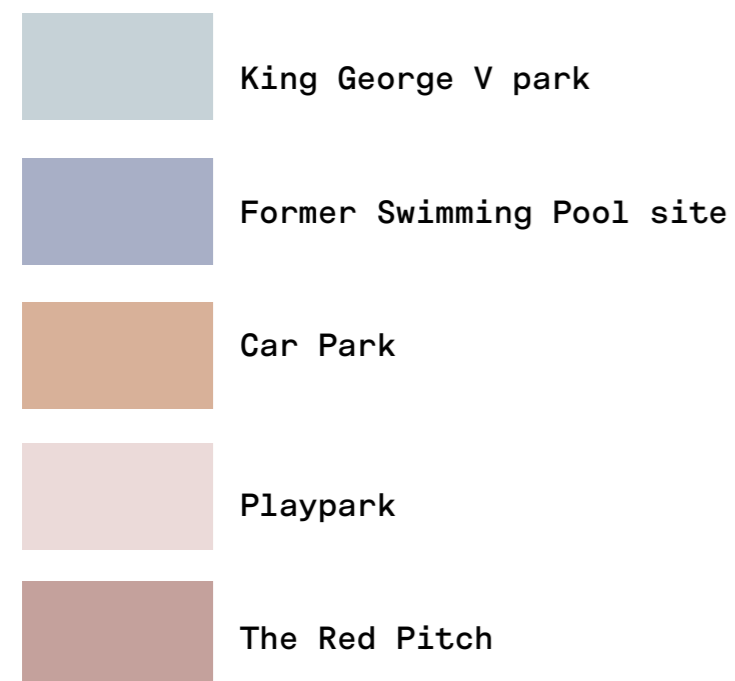 King George V park
Former Swimming Pool site
Car Park
Playpark
The Red Pitch